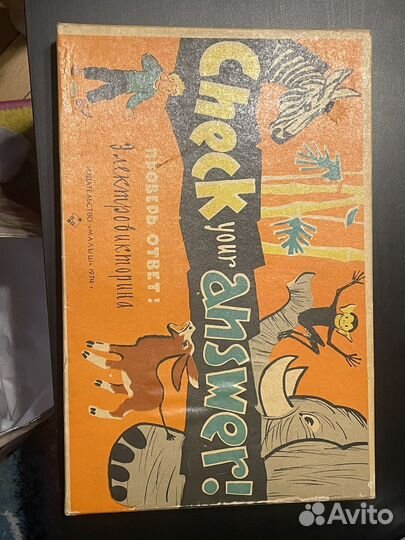 Check
your
answer!
ПРОВЕРЬ ОТВЕТ!
Электровикторина
ИЗДАТЕЛЬСТВО «МАЛЫШ» 1974 г.
Avito